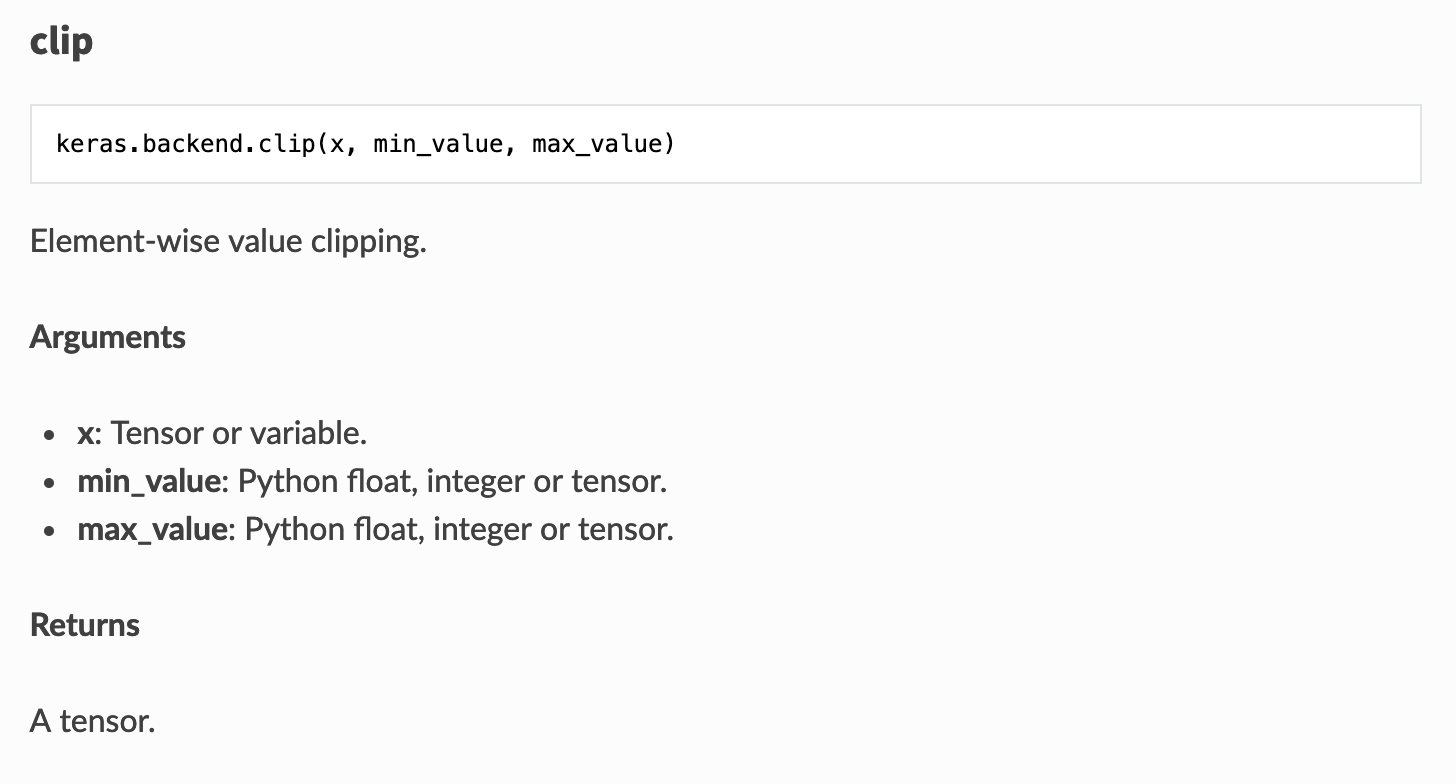 clip
keras.backend.clip(x, min_value, max_value)
Element-wise value clipping.
Arguments
• x: Tensor or variable.
• min_value: Python float, integer or tensor.
• max_value: Python float, integer or tensor.
Returns
A tensor.